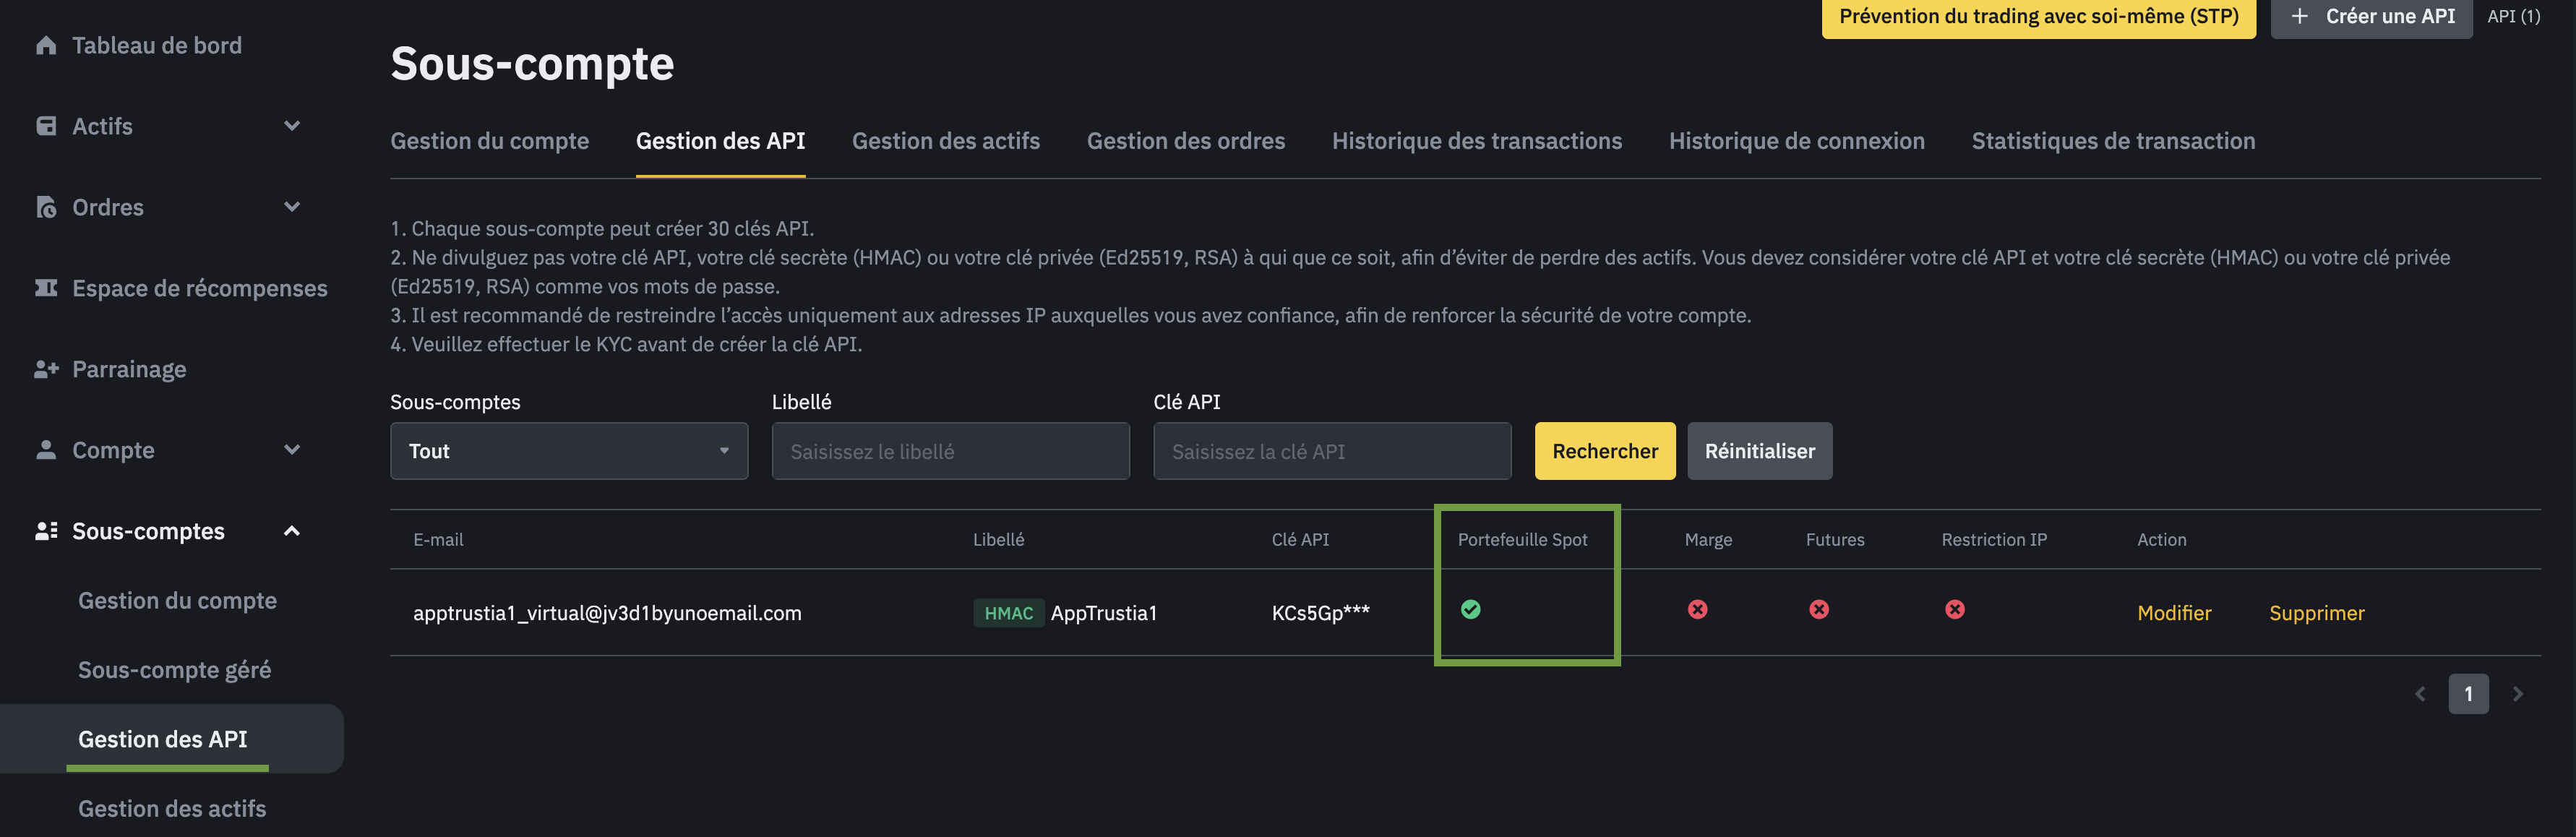 Prévention du trading avec soi-même (STP)
+ Créer une API
API (1)
Tableau de bord
Actifs
Ordres
Espace de récompenses
Parrainage
Compte
Sous-comptes
Gestion du compte
Sous-compte géré
Gestion des API
Gestion des actifs
Sous-compte
Gestion du compte
Gestion des API
Gestion des actifs
Gestion des ordres
Historique des transactions
Historique de connexion
Statistiques de transaction
1. Chaque sous-compte peut créer 30 clés API.
2. Ne divulguez pas votre clé API, votre clé secrète (HMAC) ou votre clé privée (Ed25519, RSA) à qui que ce soit, afin d’éviter de perdre des actifs. Vous devez considérer votre clé API et votre clé secrète (HMAC) ou votre clé privée
(Ed25519, RSA) comme vos mots de passe.
3. Il est recommandé de restreindre l’accès uniquement aux adresses IP auxquelles vous avez confiance, afin de renforcer la sécurité de votre compte.
4. Veuillez effectuer le KYC avant de créer la clé API.
Sous-comptes
Libellé
Clé API
Tout
Saisissez le libellé
Saisissez la clé API
Rechercher
Réinitialiser
E-mail
Libellé
Clé API
Portefeuille Spot
Marge
Futures
Restriction IP
Action
apptrustia1_virtual@jv3d1byunoemail.com
HMAC AppTrustia1
KCs5Gp***
Modifier
Supprimer
1